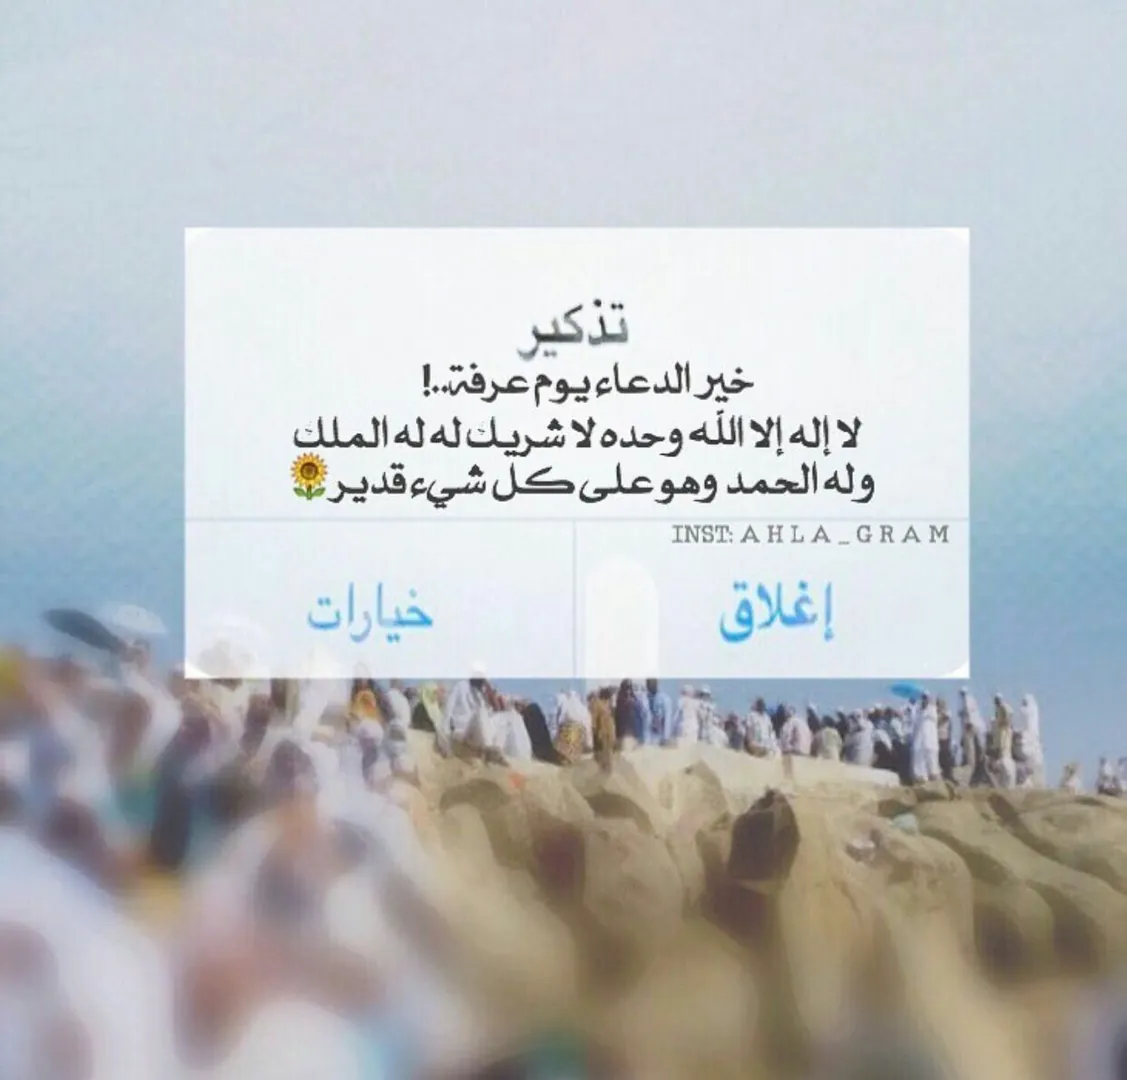 تذكير
خير الدعاء يوم عرفة..!
لا إله إلا الله وحده لا شريك له له الملك
وله الحمد وهو على كل شيء قدير🌻
INST: AHLA_GRAM
إغلاق
خيارات